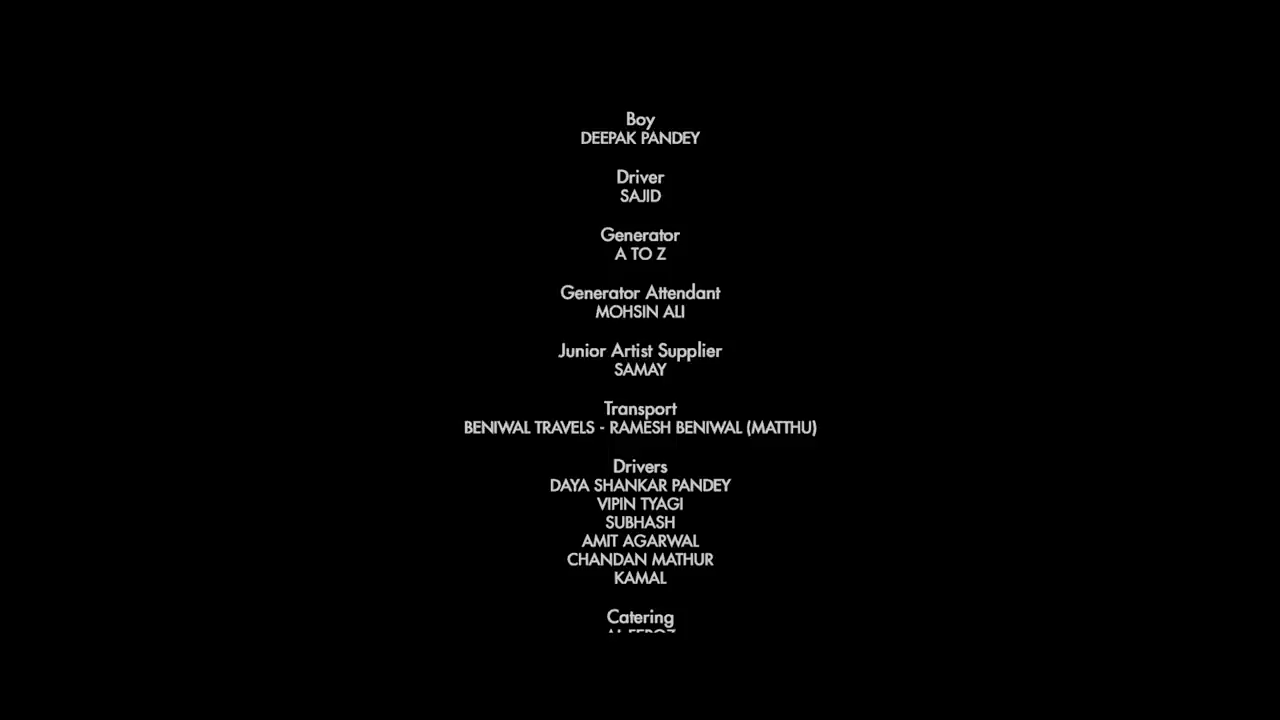 Boy
DEEPAK PANDEY
Driver
SAJID
Generator
A TO Z
Generator Attendant
MOHSIN ALI
Junior Artist Supplier
SAMAY
Transport
BENIWAL TRAVELS - RAMESH BENIWAL (MATTHU)
Drivers
DAYA SHANKAR PANDEY
VIPIN TYAGI
SUBHASH
AMIT AGARWAL
CHANDAN MATHUR
KAMAL
Catering